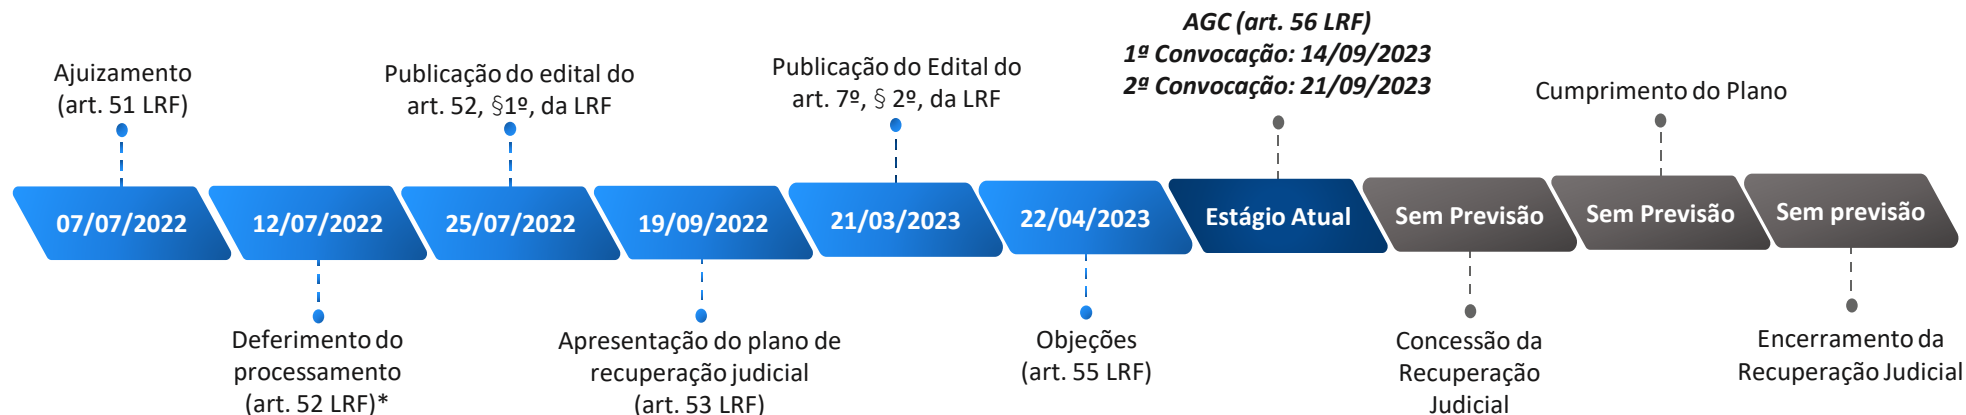 AGC (art. 56 LRF)
1ª Convocação: 14/09/2023
2ª Convocação: 21/09/2023
Ajuizamento
(art. 51 LRF)
Publicação do edital do
art. 52, §1º, da LRF
Publicação do Edital do
art. 7º, § 2º, da LRF
Cumprimento do Plano
07/07/2022
12/07/2022
25/07/2022
19/09/2022
21/03/2023
22/04/2023
Estágio Atual
Sem Previsão
Sem Previsão
Sem previsão
Deferimento do
processamento
(art. 52 LRF)*
Apresentação do plano de
recuperação judicial
(art. 53 LRF)
Objeções
(art. 55 LRF)
Concessão da
Recuperação
Judicial
Encerramento da
Recuperação Judicial